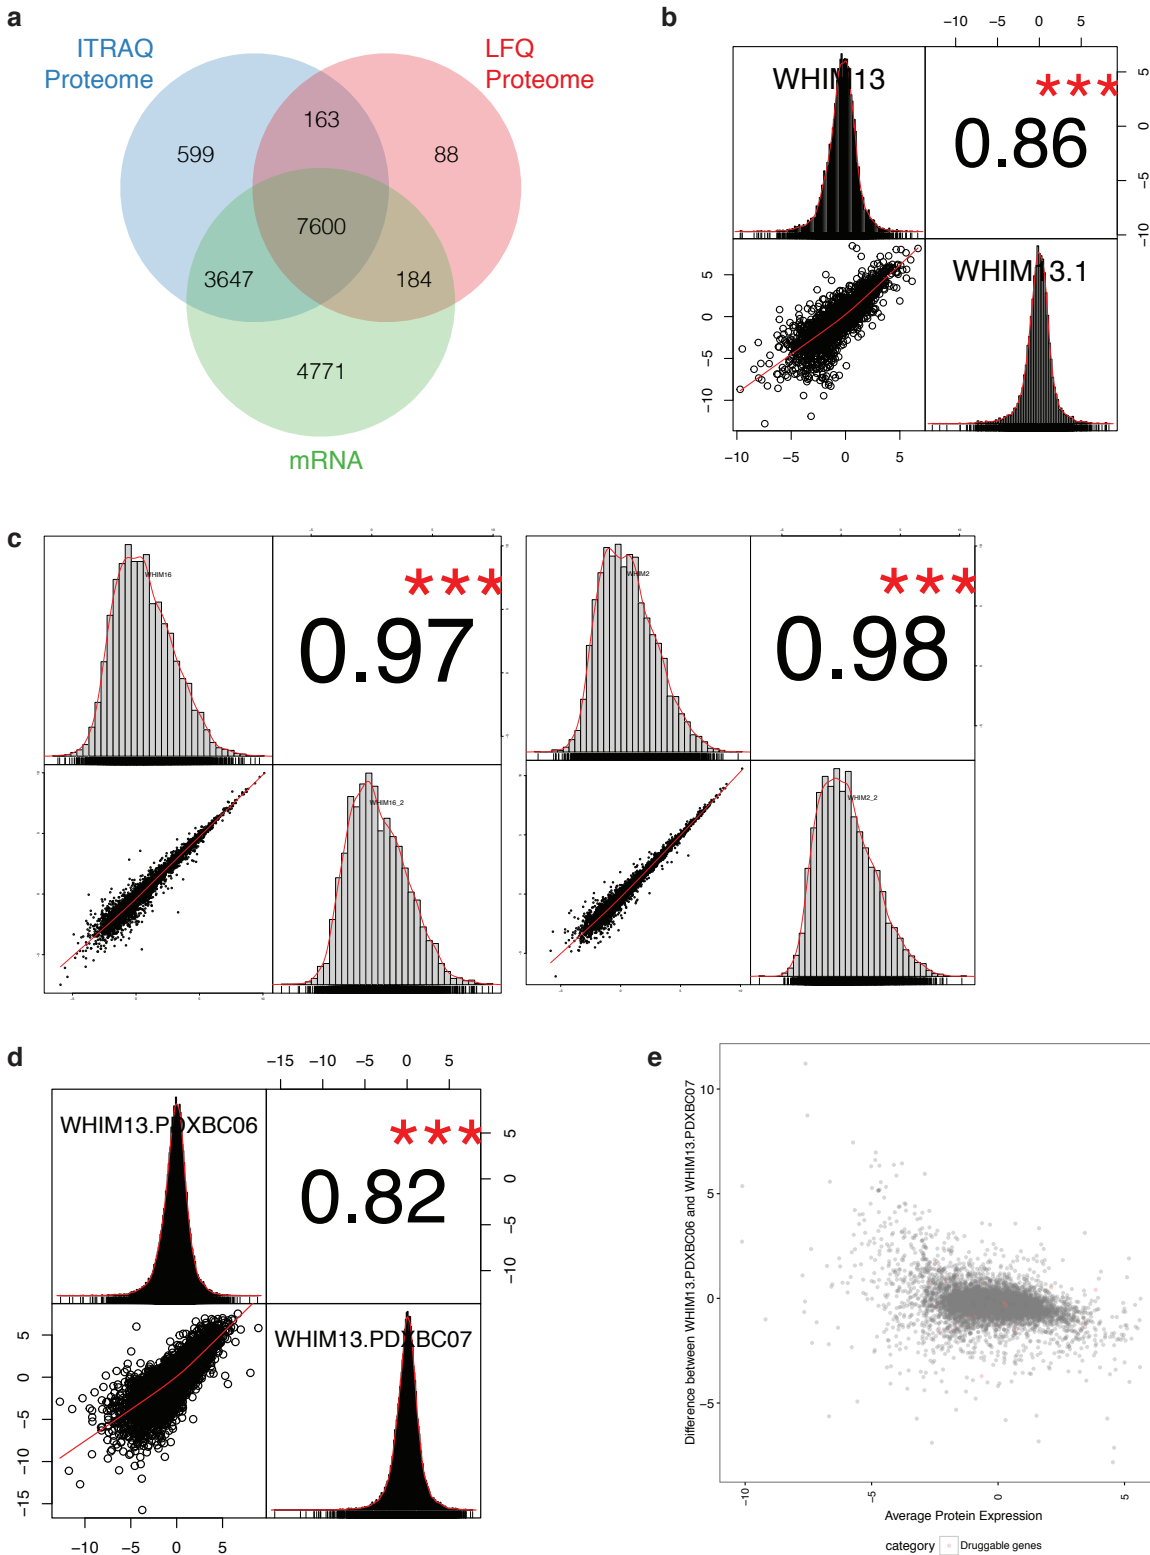 a
ITRAQ
Proteome
LFQ
Proteome
163
599
88
7600
3647
184
4771
mRNA
b
−10 −5 0 5
WHIM13
***
0.86
5
0
−5
−10
WHIM13.1
5
0
−5
−10
−10 −5 0 5
c
WHIM16
***
0.97
WHIM16_2
WHIM2
***
0.98
WHIM2_2
d
−15 −10 −5 0 5
WHIM13.PDXBC06
***
0.82
5
0
−5
−10
WHIM13.PDXBC07
5
0
−5
−10
−15
−10 −5 0 5
e
Difference between WHIM13.PDXBC06 and WHIM13.PDXBC07
10
5
0
−5
−10 −5 0 5
Average Protein Expression
category Druggable genes